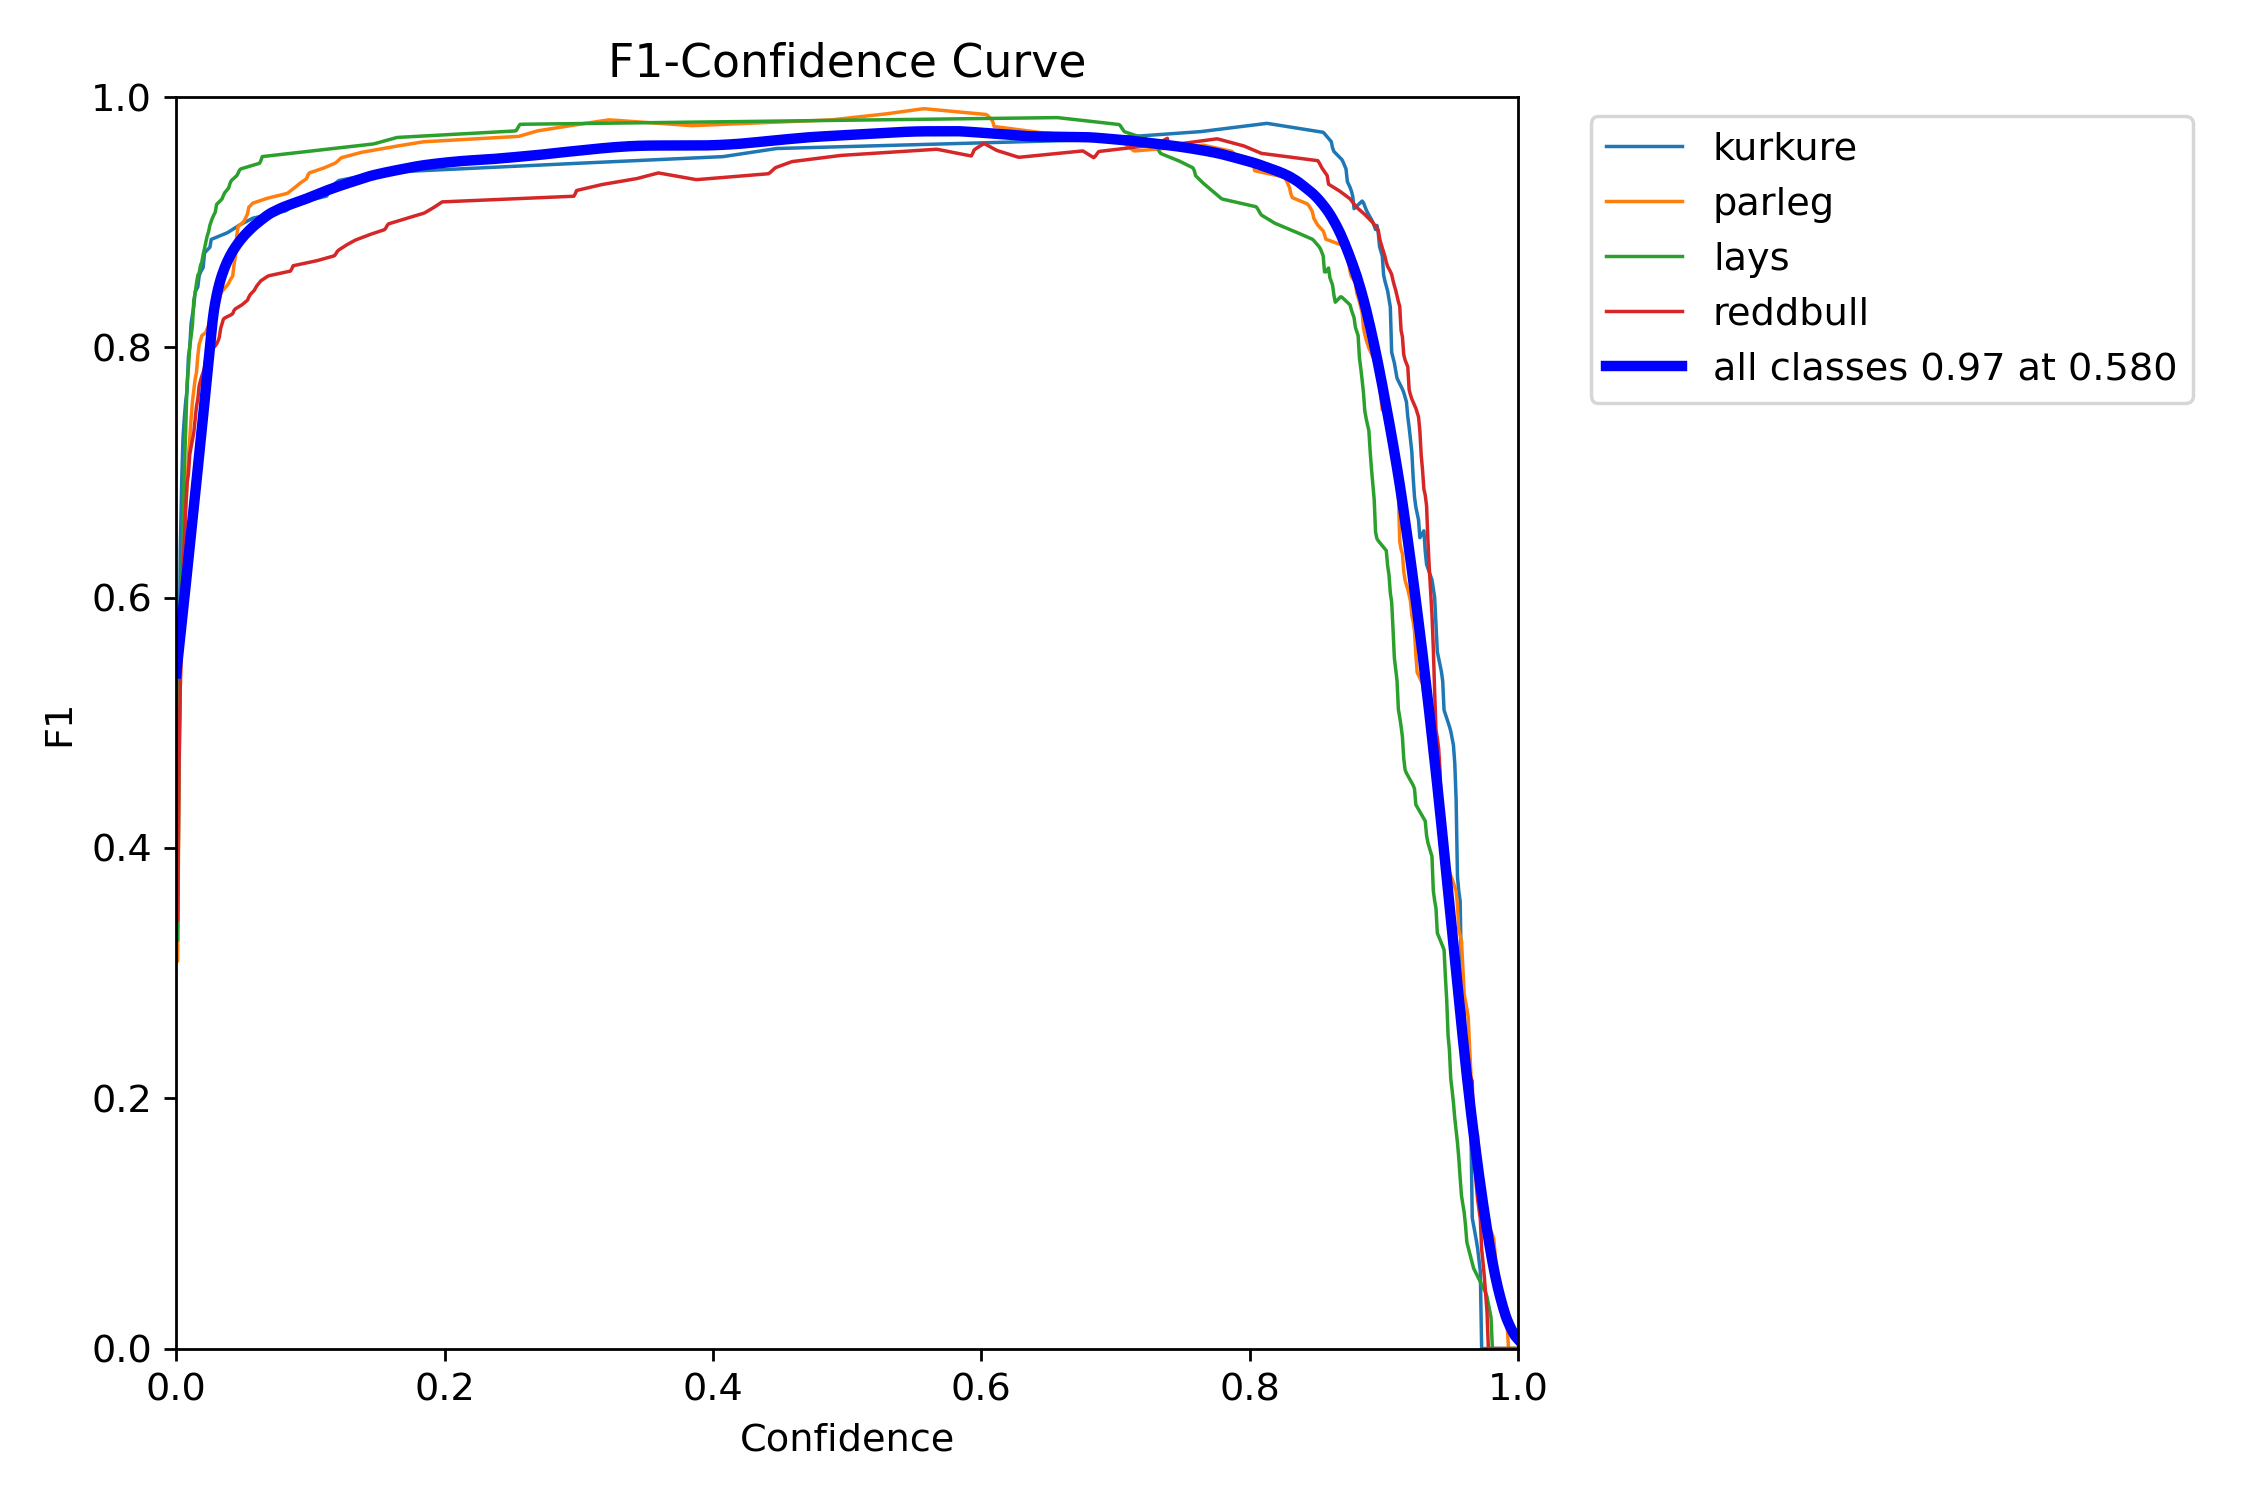 F1-Confidence Curve
1.0
0.8
0.6
0.4
0.2
0.0
F1
0.0 0.2 0.4 0.6 0.8 1.0
Confidence
kurkure
parleg
lays
reddbull
all classes 0.97 at 0.580